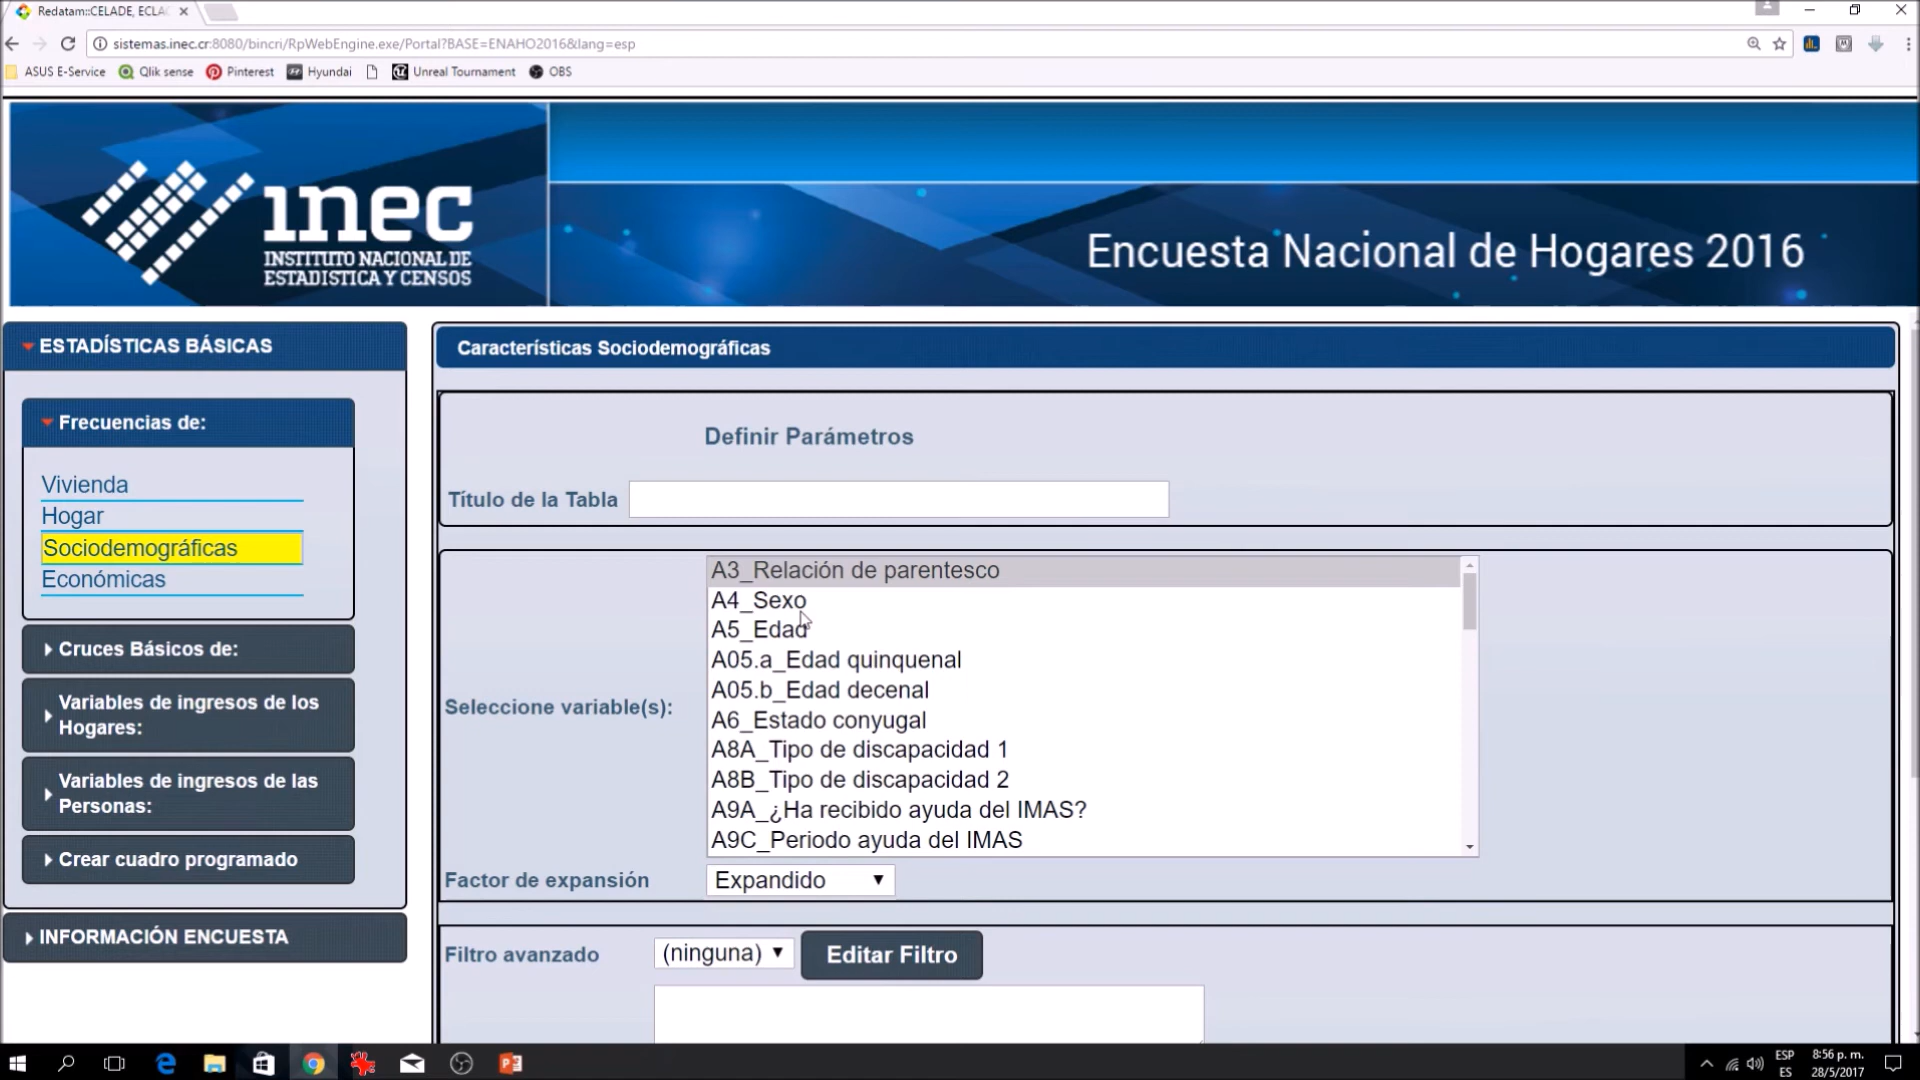 Redatam::CELADE, ECLA
sistemas.inec.cr:8080/bincri/RpWebEngine.exe/Portal?BASE=ENAHO2016&lang=esp
ASUS E-Service
Qlik sense
Pinterest
Hyundai
Unreal Tournament
OBS
inec
INSTITUTO NACIONAL DE
ESTADISTICA Y CENSOS
Encuesta Nacional de Hogares 2016
ESTADÍSTICAS BÁSICAS
Frecuencias de:
Vivienda
Hogar
Sociodemográficas
Económicas
Cruces Básicos de:
Variables de ingresos de los
Hogares:
Variables de ingresos de las
Personas:
Crear cuadro programado
INFORMACIÓN ENCUESTA
Características Sociodemográficas
Definir Parámetros
Título de la Tabla
Seleccione variable(s):
A3_Relación de parentesco
A4_Sexo
A5_Edad
A05.a_Edad quinquenal
A05.b_Edad decenal
A6_Estado conyugal
A8A_Tipo de discapacidad 1
A8B_Tipo de discapacidad 2
A9A_¿Ha recibido ayuda del IMAS?
A9C_Periodo ayuda del IMAS
Factor de expansión
Expandido
Filtro avanzado
(ninguna)
Editar Filtro
ESP
ES
8:56 p. m.
28/5/2017